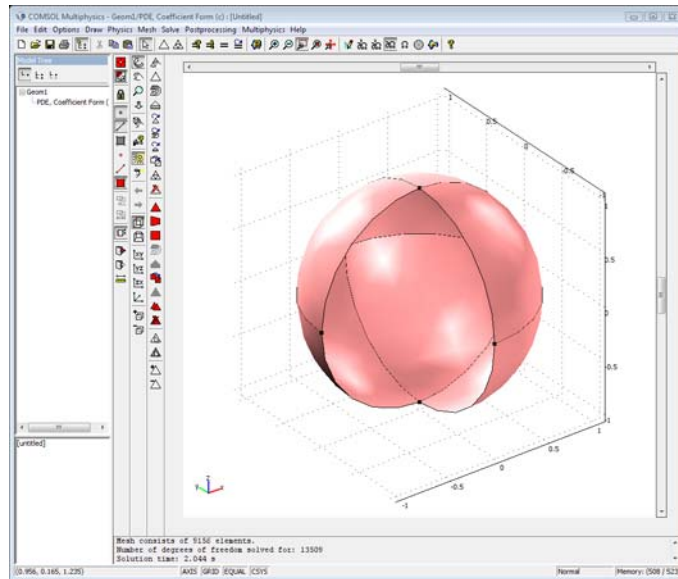 COMSOL Multiphysics - Geom1/PDE, Coefficient Form (c) : [Untitled]
File Edit Options Draw Physics Mesh Solve Postprocessing Multiphysics Help
Model Tree
Geom1
PDE, Coefficient Form (
1
0.5
0
-0.5
-1
1
0.5
0
-0.5
-1
-1
-0.5
0
0.5
1
z
y
x
[untitled]
Mesh consists of 9156 elements.
Number of degrees of freedom solved for: 13509
Solution time: 2.044 s
(0.956, 0.165, 1.235)
AXIS GRID EQUAL CSYS
Normal
Memory: (508 / 523